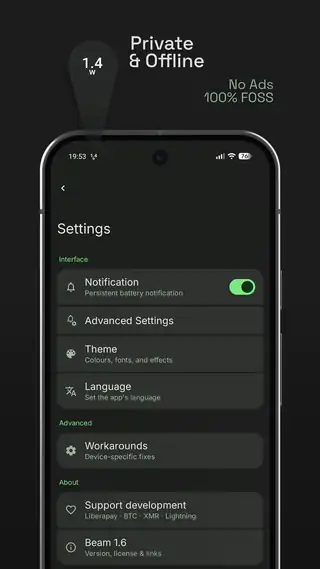 1.4
w
Private
& Offline
No Ads
100% FOSS
19:53
76
Settings
Interface
Notification
Persistent battery notification
Advanced Settings
Theme
Colours, fonts, and effects
Language
Set the app's language
Advanced
Workarounds
Device-specific fixes
About
Support development
Liberapay · BTC · XMR · Lightning
Beam 1.6
Version, license & links